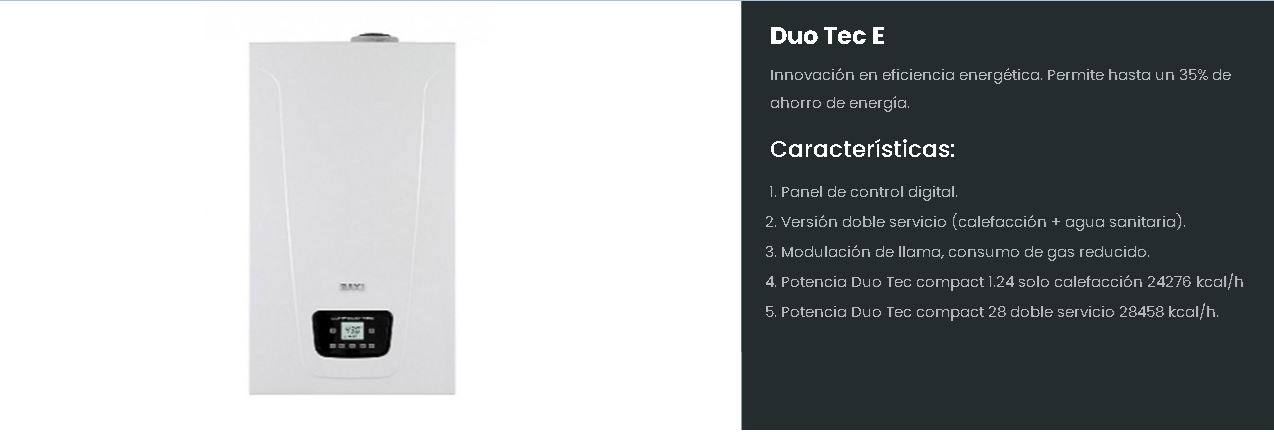 Duo Tec E
Innovación en eficiencia energética. Permite hasta un 35% de
ahorro de energía.
Características:
1. Panel de control digital.
2. Versión doble servicio (calefacción + agua sanitaria).
3. Modulación de llama, consumo de gas reducido.
4. Potencia Duo Tec compact 1.24 solo calefacción 24276 kcal/h
5. Potencia Duo Tec compact 28 doble servicio 28458 kcal/h.
BAXI